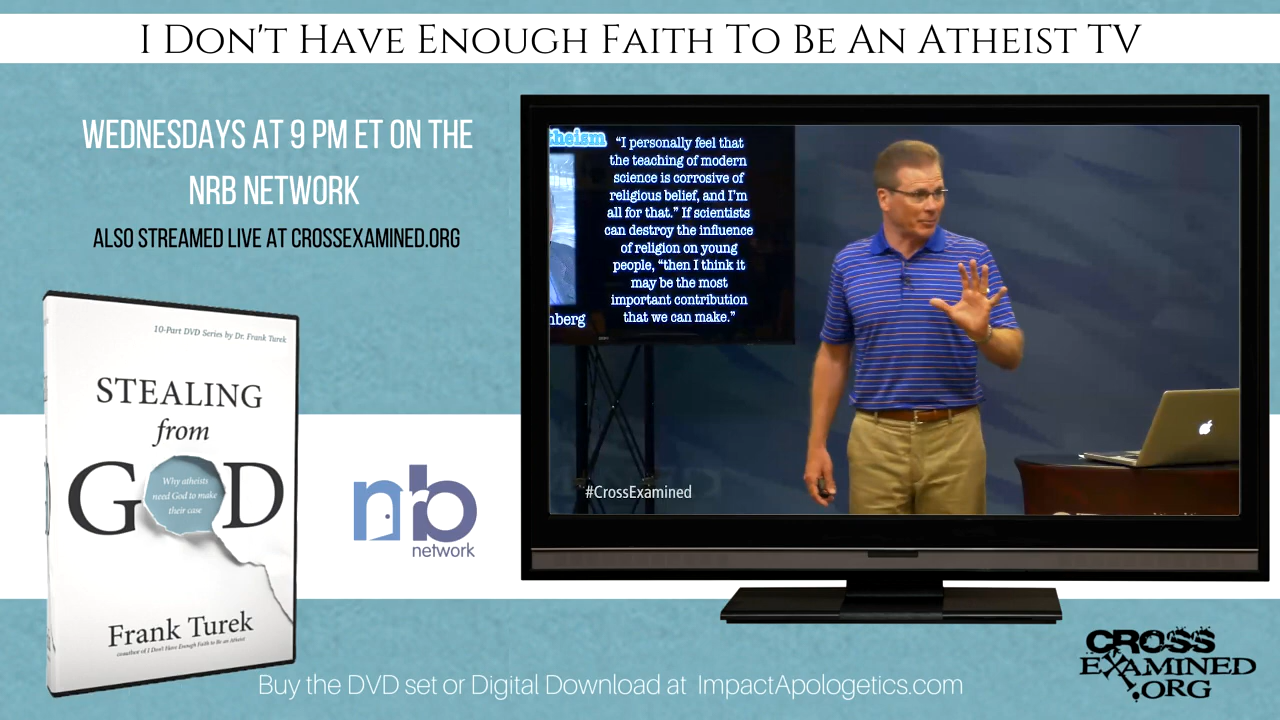 I Don't Have Enough Faith To Be An Atheist TV
WEDNESDAYS AT 9 PM ET ON THE
NRB NETWORK
ALSO STREAMED LIVE AT CROSSEXAMINED.ORG
10-Part DVD Series by Dr. Frank Turek
STEALING
from
GOD
Why atheists
need God to make
their case
Frank Turek
coauthor of I Don't Have Enough Faith to Be an Atheist
nrb
network
theism
"I personally feel that
the teaching of modern
science is corrosive of
religious belief, and I'm
all for that." If scientists
can destroy the influence
of religion on young
people, "then I think it
may be the most
important contribution
that we can make."
nberg
#CrossExamined
Buy the DVD set or Digital Download at ImpactApologetics.com
CROSS
EXAMINED
.ORG